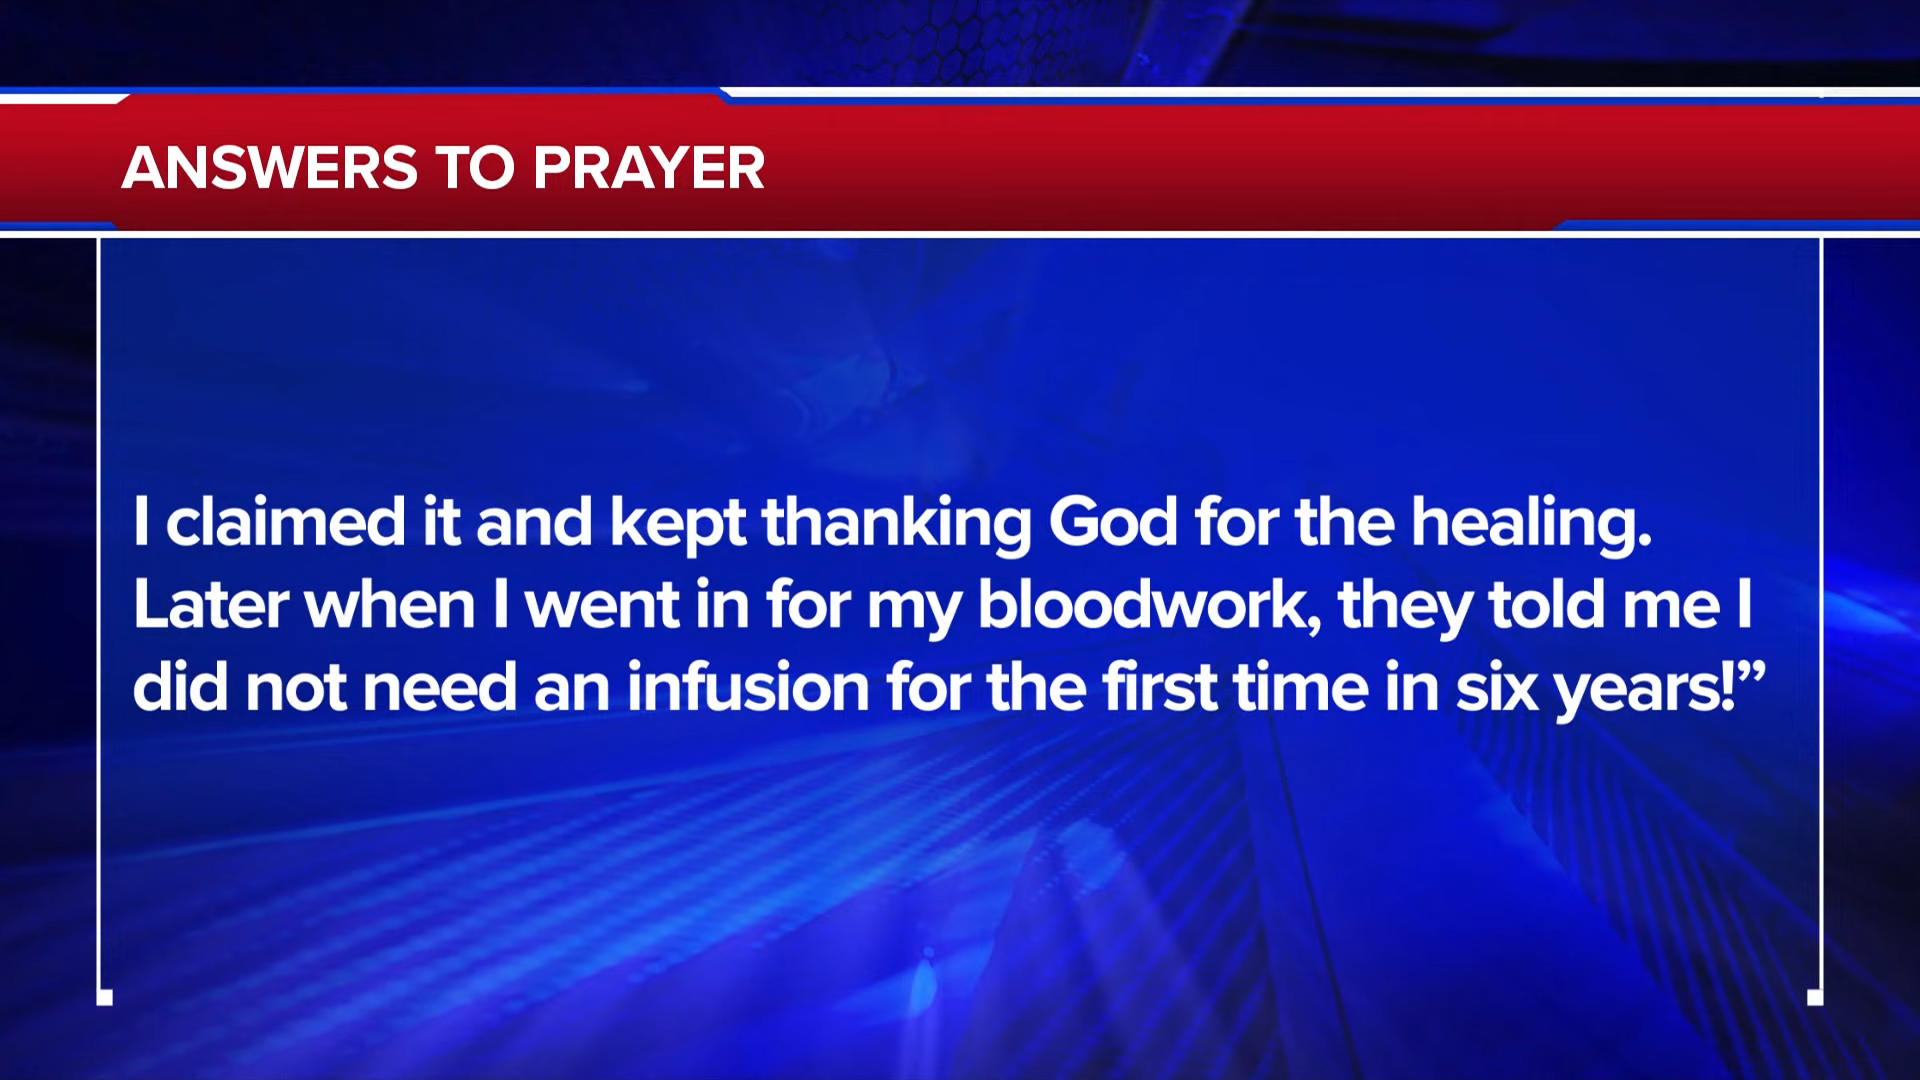 ANSWERS TO PRAYER
I claimed it and kept thanking God for the healing.
Later when I went in for my bloodwork, they told me I
did not need an infusion for the first time in six years!”